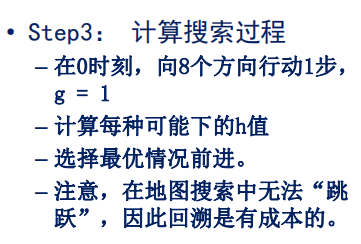 • Step3： 计算搜索过程
– 在0时刻，向8个方向行动1步，
g = 1
– 计算每种可能下的h值
– 选择最优情况前进。
– 注意，在地图搜索中无法“跳
跃”，因此回溯是有成本的。